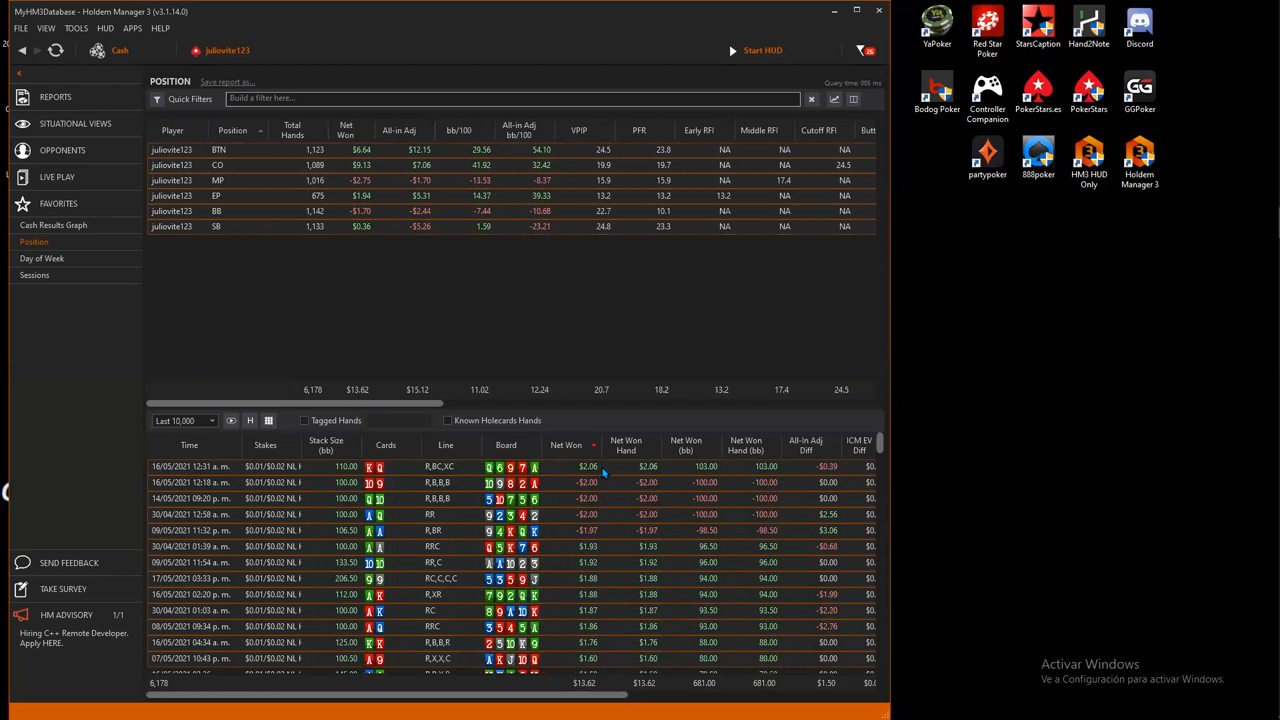 MyHM3Database - Holdem Manager 3 (v3.1.14.0)
FILE VIEW TOOLS HUD APPS HELP
Cash juliovite123 Start HUD 26
REPORTS
SITUATIONAL VIEWS
OPPONENTS
LIVE PLAY
FAVORITES
Cash Results Graph
Position
Day of Week
Sessions
SEND FEEDBACK
TAKE SURVEY
HM ADVISORY 1/1
Hiring C++ Remote Developer.
Apply HERE.
POSITION Save report as... Query time: 005 ms
Quick Filters Build a filter here...
Player Position Total Hands Net Won All-in Adj bb/100 All-in Adj bb/100 VPIP PFR Early RFI Middle RFI Cutoff RFI Butt
juliovite123 BTN 1,123 $6.64 $12.15 29.56 54.10 24.5 23.8 NA NA NA
juliovite123 CO 1,089 $9.13 $7.06 41.92 32.42 19.9 19.7 NA NA 24.5
juliovite123 MP 1,016 -$2.75 -$1.70 -13.53 -8.37 15.9 15.9 NA 17.4 NA
juliovite123 EP 675 $1.94 $5.31 14.37 39.33 13.2 13.2 13.2 NA NA
juliovite123 BB 1,142 -$1.70 -$2.44 -7.44 -10.68 22.7 10.1 NA NA NA
juliovite123 SB 1,133 $0.36 -$5.26 1.59 -23.21 24.8 23.3 NA NA NA
6,178 $13.62 $15.12 11.02 12.24 20.7 18.2 13.2 17.4 24.5
Last 10,000 H Tagged Hands Known Holecards Hands
Time Stakes Stack Size (bb) Cards Line Board Net Won Net Won Hand Net Won (bb) Net Won Hand (bb) All-In Adj Diff ICM EV Diff
16/05/2021 12:31 a. m. $0.01/$0.02 NL H 110.00 K Q R,BC,XC Q 6 9 7 A $2.06 $2.06 103.00 103.00 -$0.39 $0.
16/05/2021 12:18 a. m. $0.01/$0.02 NL H 100.00 10 9 R,B,B,B 10 9 8 2 A -$2.00 -$2.00 -100.00 -100.00 $0.00 $0.
14/05/2021 09:20 p. m. $0.01/$0.02 NL H 100.00 Q 10 R,B,B,B 5 10 7 5 6 -$2.00 -$2.00 -100.00 -100.00 $0.00 $0.
30/04/2021 12:58 a. m. $0.01/$0.02 NL H 100.00 A Q RR 9 2 3 4 2 -$2.00 -$2.00 -100.00 -100.00 $2.56 $0.
09/05/2021 11:32 p. m. $0.01/$0.02 NL H 106.50 A A R,BR 9 4 K Q K -$1.97 -$1.97 -98.50 -98.50 $3.06 $0.
30/04/2021 01:39 a. m. $0.01/$0.02 NL H 100.00 A A RRC Q 5 K 7 6 $1.93 $1.93 96.50 96.50 -$0.68 $0.
09/05/2021 11:54 p. m. $0.01/$0.02 NL H 133.50 10 10 RR,C A A 10 2 3 $1.92 $1.92 96.00 96.00 $0.00 $0.
17/05/2021 03:33 p. m. $0.01/$0.02 NL H 206.50 9 9 RC,C,C,C 5 3 5 9 J $1.88 $1.88 94.00 94.00 $0.00 $0.
16/05/2021 02:20 p. m. $0.01/$0.02 NL H 112.00 A K R,XR 7 9 2 Q K $1.88 $1.88 94.00 94.00 -$1.99 $0.
30/04/2021 01:03 a. m. $0.01/$0.02 NL H 100.00 A K RC 8 9 A 10 K $1.87 $1.87 93.50 93.50 -$2.20 $0.
08/05/2021 09:34 p. m. $0.01/$0.02 NL H 100.00 A Q RRC 3 5 4 5 A $1.86 $1.86 93.00 93.00 -$2.76 $0.
16/05/2021 04:34 a. m. $0.01/$0.02 NL H 125.00 K K R,B,B,R 2 5 10 K 9 $1.76 $1.76 88.00 88.00 $0.00 $0.
07/05/2021 10:43 p. m. $0.01/$0.02 NL H 100.50 A 9 R,X,X,C A K J 10 Q $1.60 $1.60 80.00 80.00 $0.00 $0.
6,178 $13.62 $13.62 681.00 681.00 $1.50 $0.
YaPoker Red Star Poker StarsCaption Hand2Note Discord
Bodog Poker Controller Companion PokerStars.es PokerStars GGPoker
partypoker 888poker HM3 HUD Only Holdem Manager 3
Activar Windows
Ve a Configuración para activar Windows.